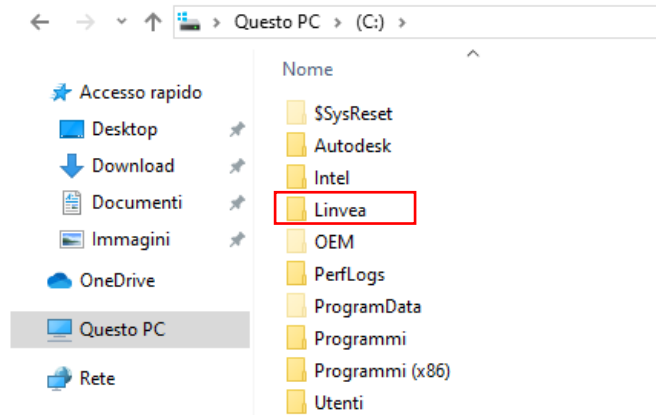 Questo PC > (C:) >
Accesso rapido
Desktop
Download
Documenti
Immagini
OneDrive
Questo PC
Rete
Nome
$SysReset
Autodesk
Intel
Linvea
OEM
PerfLogs
ProgramData
Programmi
Programmi (x86)
Utenti